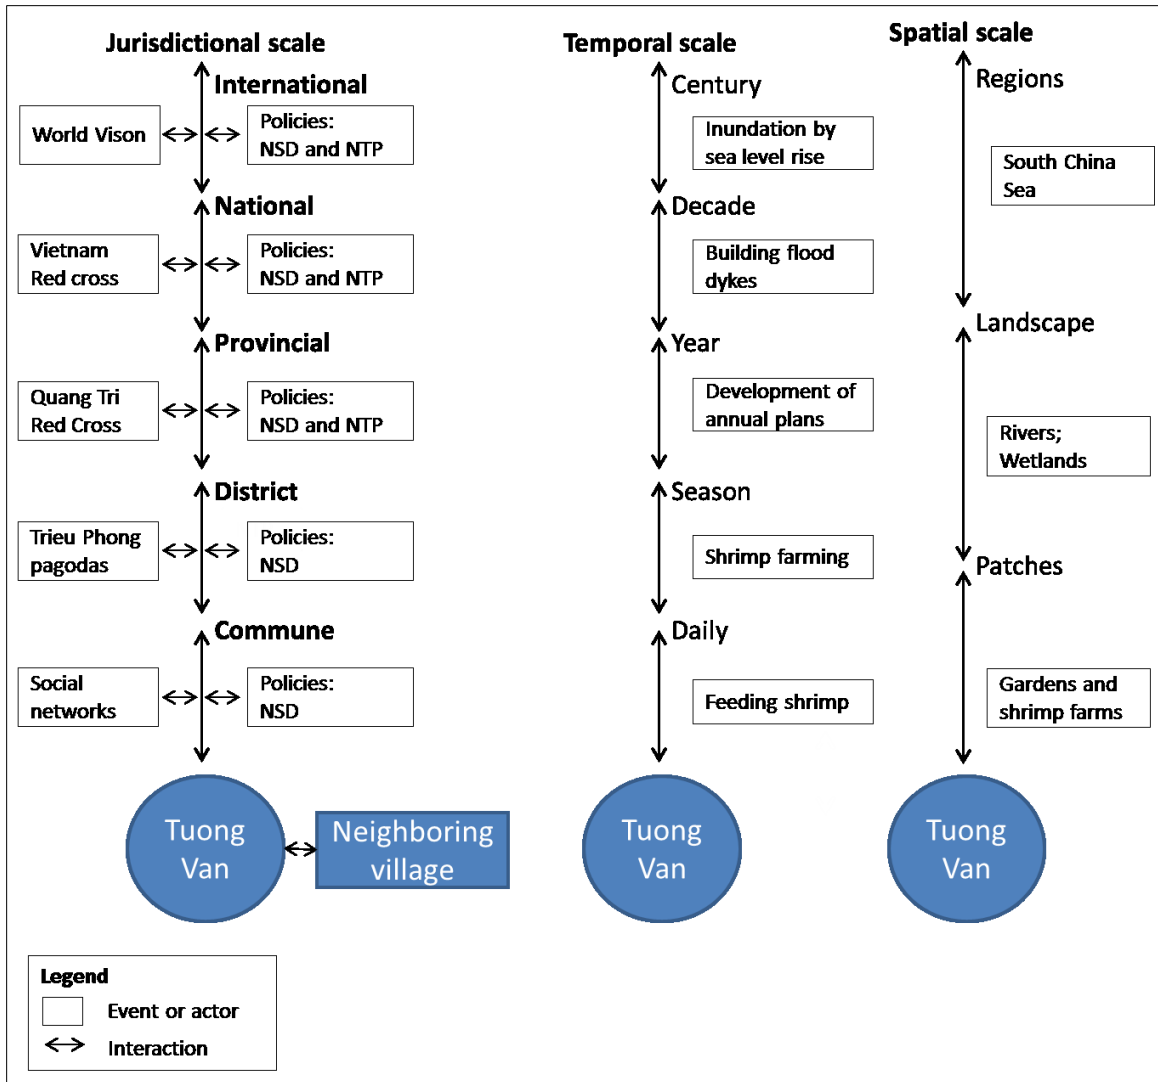 Jurisdictional scale
International
World Vison
Policies:
NSD and NTP
National
Vietnam
Red cross
Policies:
NSD and NTP
Provincial
Quang Tri
Red Cross
Policies:
NSD and NTP
District
Trieu Phong
pagodas
Policies:
NSD
Commune
Social
networks
Policies:
NSD
Tuong
Van
Neighboring
village
Temporal scale
Century
Inundation by
sea level rise
Decade
Building flood
dykes
Year
Development of
annual plans
Season
Shrimp farming
Daily
Feeding shrimp
Tuong
Van
Spatial scale
Regions
South China
Sea
Landscape
Rivers;
Wetlands
Patches
Gardens and
shrimp farms
Tuong
Van
Legend
Event or actor
Interaction